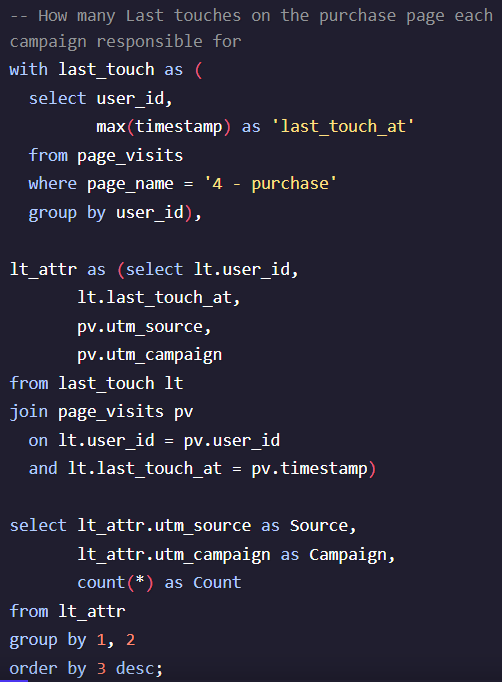 -- How many Last touches on the purchase page each
campaign responsible for
with last_touch as (
  select user_id,
         max(timestamp) as 'last_touch_at'
  from page_visits
  where page_name = '4 - purchase'
  group by user_id),

lt_attr as (select lt.user_id,
       lt.last_touch_at,
       pv.utm_source,
       pv.utm_campaign
from last_touch lt
join page_visits pv
  on lt.user_id = pv.user_id
  and lt.last_touch_at = pv.timestamp)

select lt_attr.utm_source as Source,
       lt_attr.utm_campaign as Campaign,
       count(*) as Count
from lt_attr
group by 1, 2
order by 3 desc;